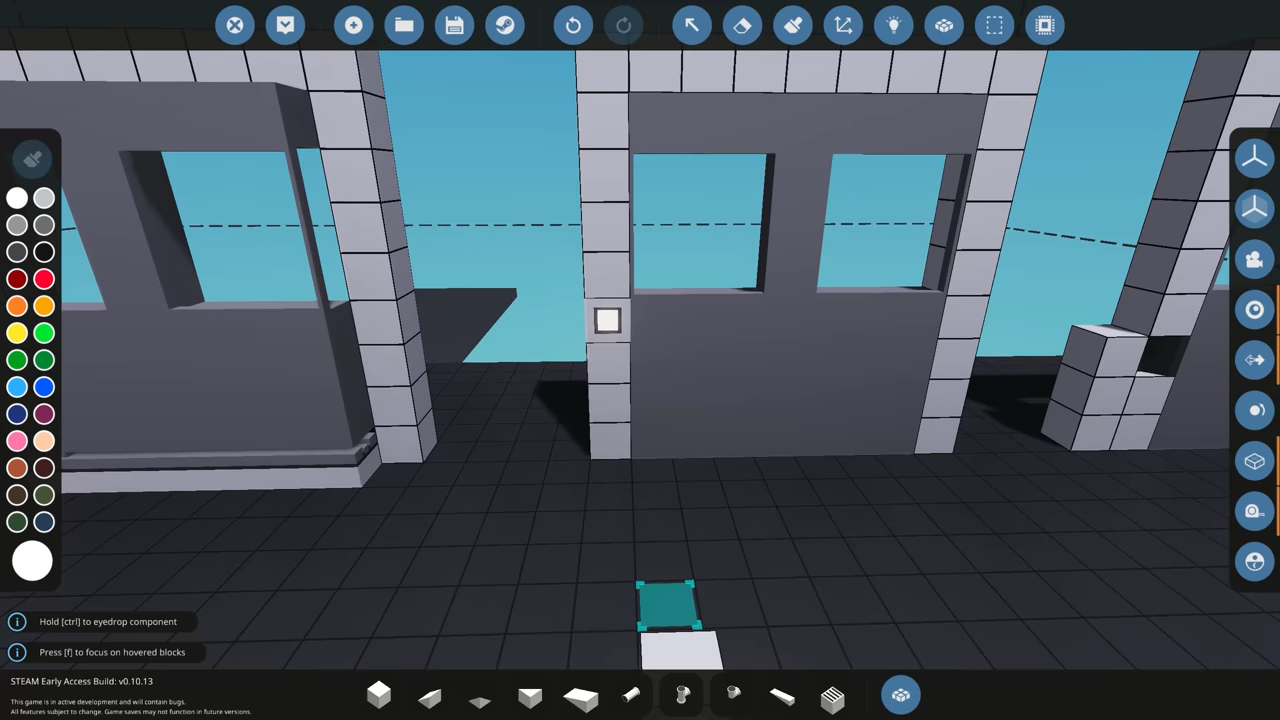 Hold [ctrl] to eyedrop component
Press [f] to focus on hovered blocks
STEAM Early Access Build: v0.10.13
This game is in active development and will contain bugs.
All features subject to change. Game saves may not function in future versions.